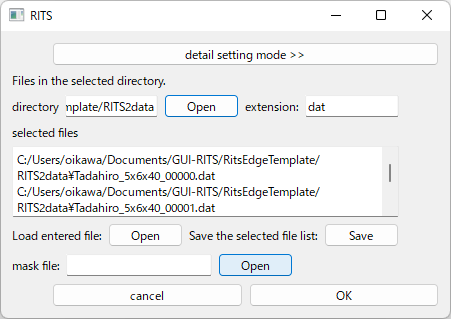 RITS
detail setting mode >>
Files in the selected directory.
directory nplate/RITS2data Open extension: dat
selected files
C:/Users/oikawa/Documents/GUI-RITS/RitsEdgeTemplate/
RITS2data¥Tadahiro_5x6x40_00000.dat
C:/Users/oikawa/Documents/GUI-RITS/RitsEdgeTemplate/
RITS2data¥Tadahiro_5x6x40_00001.dat
Load entered file: Open Save the selected file list: Save
mask file: Open
cancel OK